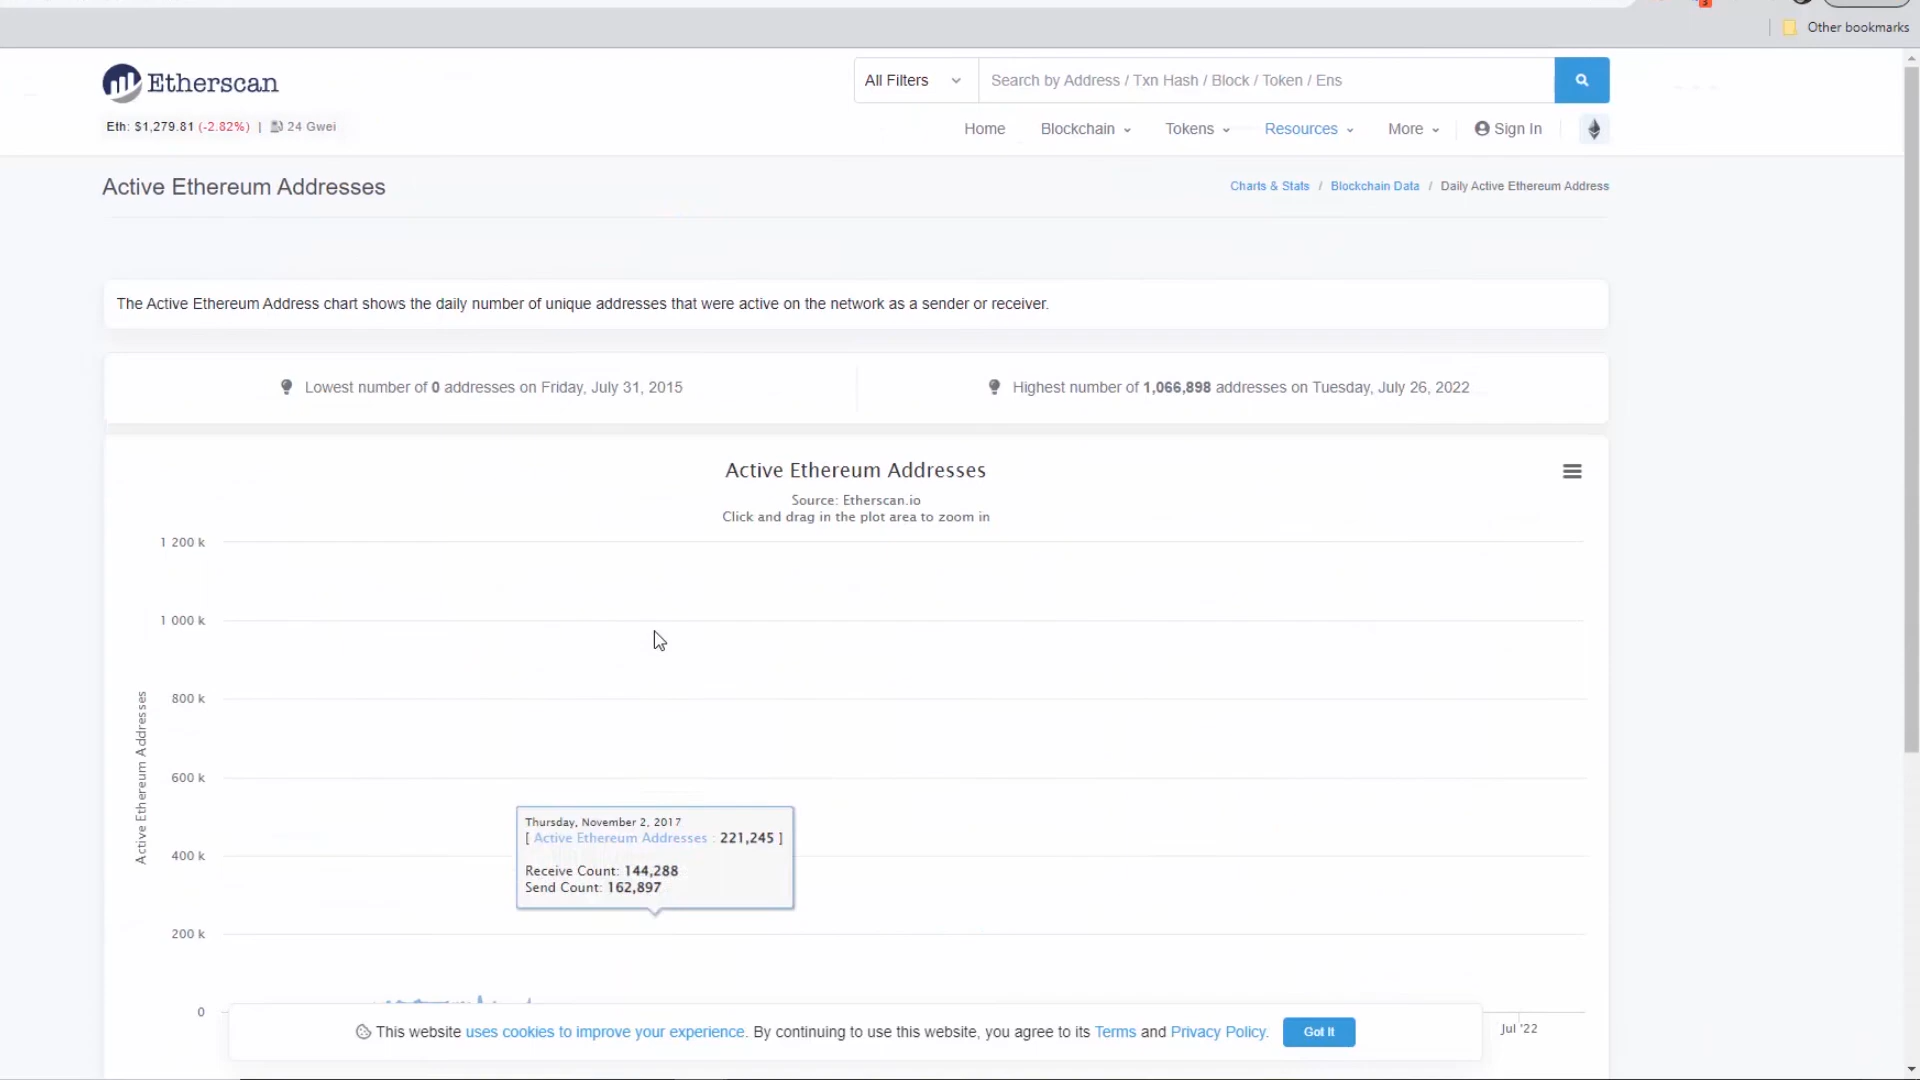 3
Other bookmarks
Etherscan
All Filters
Search by Address / Txn Hash / Block / Token / Ens
Eth: $1,279.81 (-2.82%) | 24 Gwei
Home
Blockchain
Tokens
Resources
More
Sign In
Active Ethereum Addresses
Charts & Stats / Blockchain Data / Daily Active Ethereum Address
The Active Ethereum Address chart shows the daily number of unique addresses that were active on the network as a sender or receiver.
Lowest number of 0 addresses on Friday, July 31, 2015
Highest number of 1,066,898 addresses on Tuesday, July 26, 2022
Active Ethereum Addresses
Source: Etherscan.io
Click and drag in the plot area to zoom in
1 200 k
1 000 k
800 k
600 k
400 k
200 k
0
Active Ethereum Addresses
Thursday, November 2, 2017
[ Active Ethereum Addresses : 221,245 ]
Receive Count: 144,288
Send Count: 162,897
Jul '22
This website uses cookies to improve your experience. By continuing to use this website, you agree to its Terms and Privacy Policy.
Got It